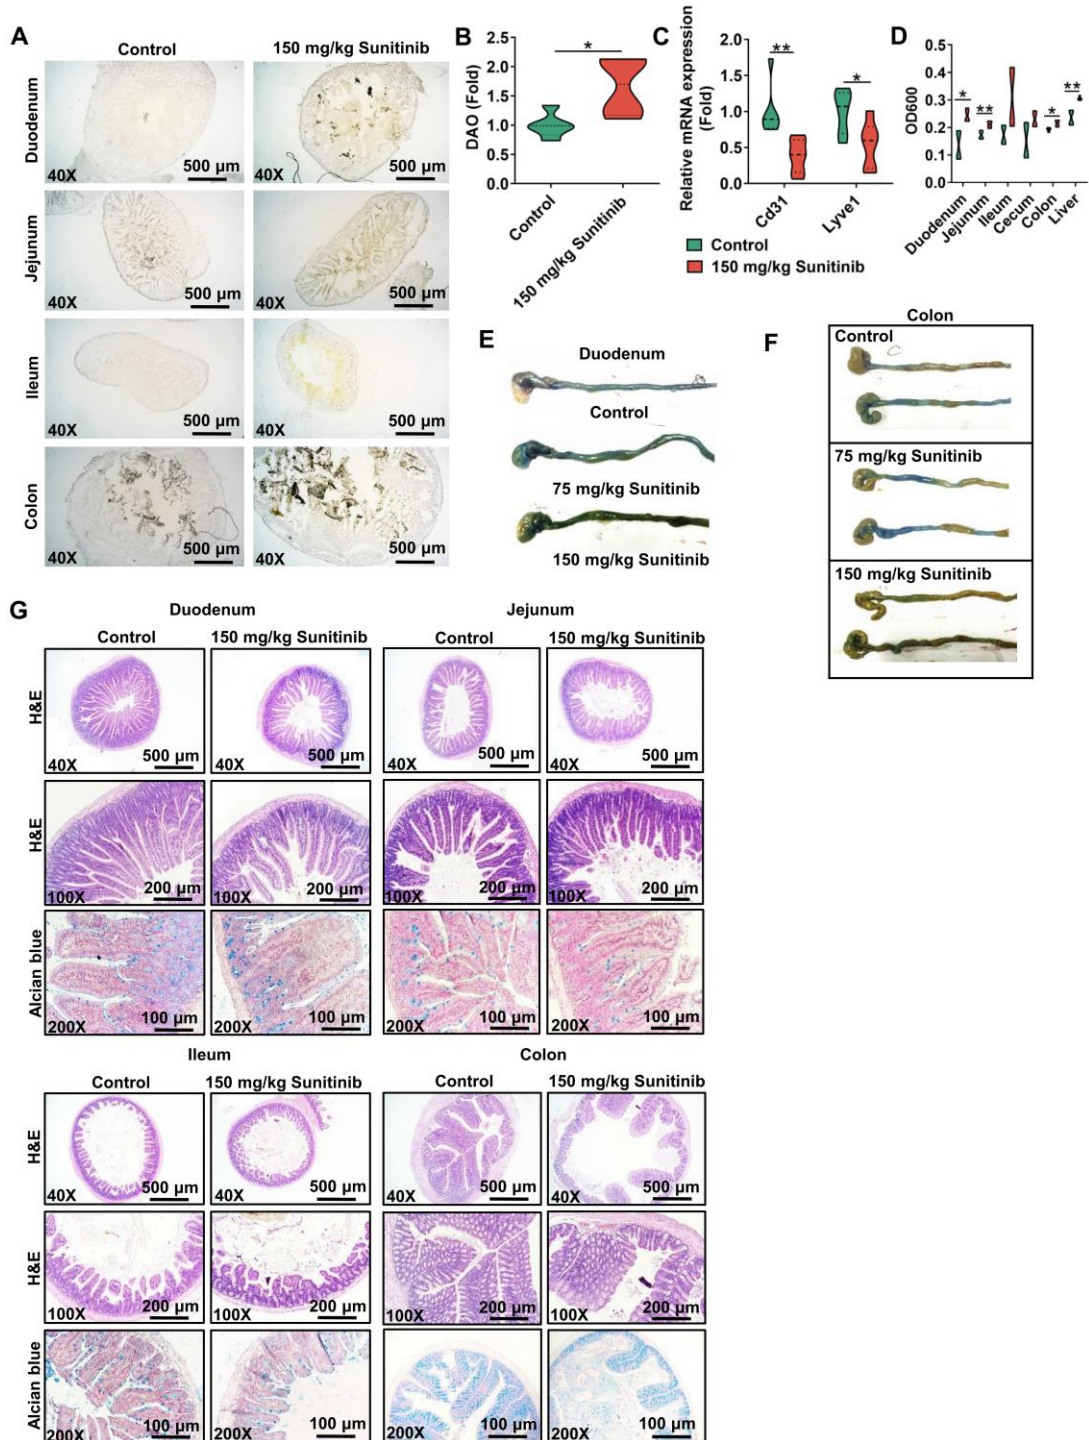 A
Control
150 mg/kg Sunitinib
Duodenum
40X
500 μm
40X
500 μm
Jejunum
40X
500 μm
40X
500 μm
Ileum
40X
500 μm
40X
500 μm
Colon
40X
500 μm
40X
500 μm
B
DAO (Fold)
2.5
2.0
1.5
1.0
0.5
0.0
*
Control
150 mg/kg Sunitinib
C
Relative mRNA expression
(Fold)
2.0
1.5
1.0
0.5
0.0
**
*
Cd31
Lyve1
Control
150 mg/kg Sunitinib
D
OD600
0.5
0.4
0.3
0.2
0.1
0.0
*
**
*
**
Duodenum
Jejunum
Ileum
Cecum
Colon
Liver
E
Duodenum
Control
75 mg/kg Sunitinib
150 mg/kg Sunitinib
F
Colon
Control
75 mg/kg Sunitinib
150 mg/kg Sunitinib
G
Duodenum
Jejunum
Control
150 mg/kg Sunitinib
Control
150 mg/kg Sunitinib
H&E
40X
500 μm
40X
500 μm
40X
500 μm
40X
500 μm
H&E
100X
200 μm
100X
200 μm
100X
200 μm
100X
200 μm
Alcian blue
200X
100 μm
200X
100 μm
200X
100 μm
200X
100 μm
Ileum
Colon
Control
150 mg/kg Sunitinib
Control
150 mg/kg Sunitinib
H&E
40X
500 μm
40X
500 μm
40X
500 μm
40X
500 μm
H&E
100X
200 μm
100X
200 μm
100X
200 μm
100X
200 μm
Alcian blue
200X
100 μm
200X
100 μm
200X
100 μm
200X
100 μm